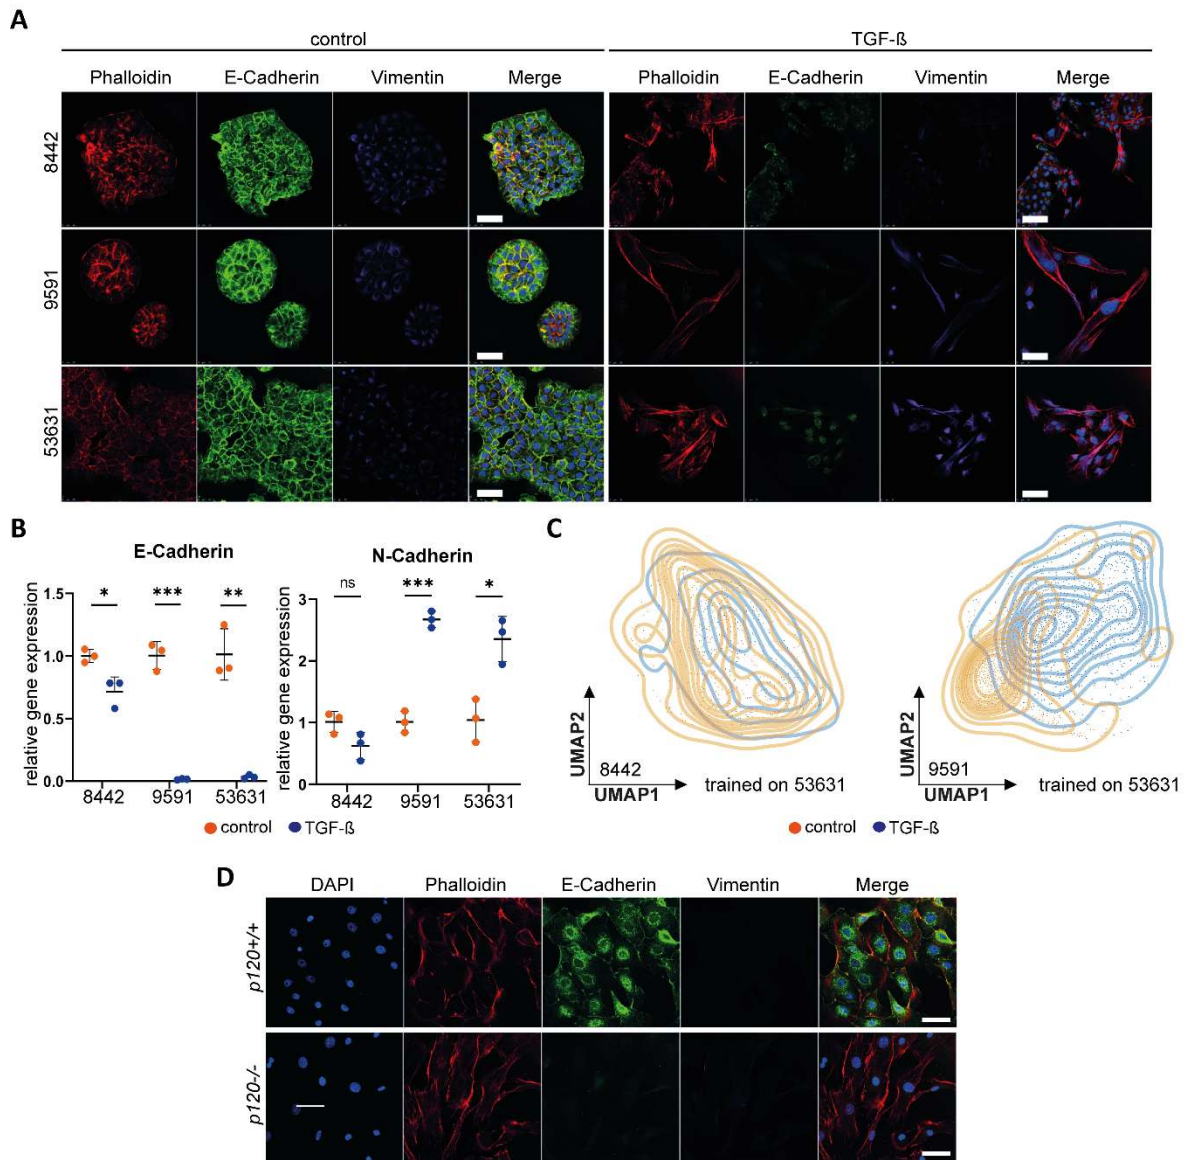 A
control
TGF-ß
Phalloidin E-Cadherin Vimentin Merge Phalloidin E-Cadherin Vimentin Merge
8442
9591
53631
B
E-Cadherin
relative gene expression
1.5
1.0
0.5
0.0
* *** **
8442 9591 53631
N-Cadherin
relative gene expression
3
2
1
0
ns *** *
8442 9591 53631
control TGF-ß
C
UMAP2
8442
UMAP1
trained on 53631
UMAP2
9591
UMAP1
trained on 53631
control TGF-ß
D
DAPI Phalloidin E-Cadherin Vimentin Merge
p120+/+
p120-/-